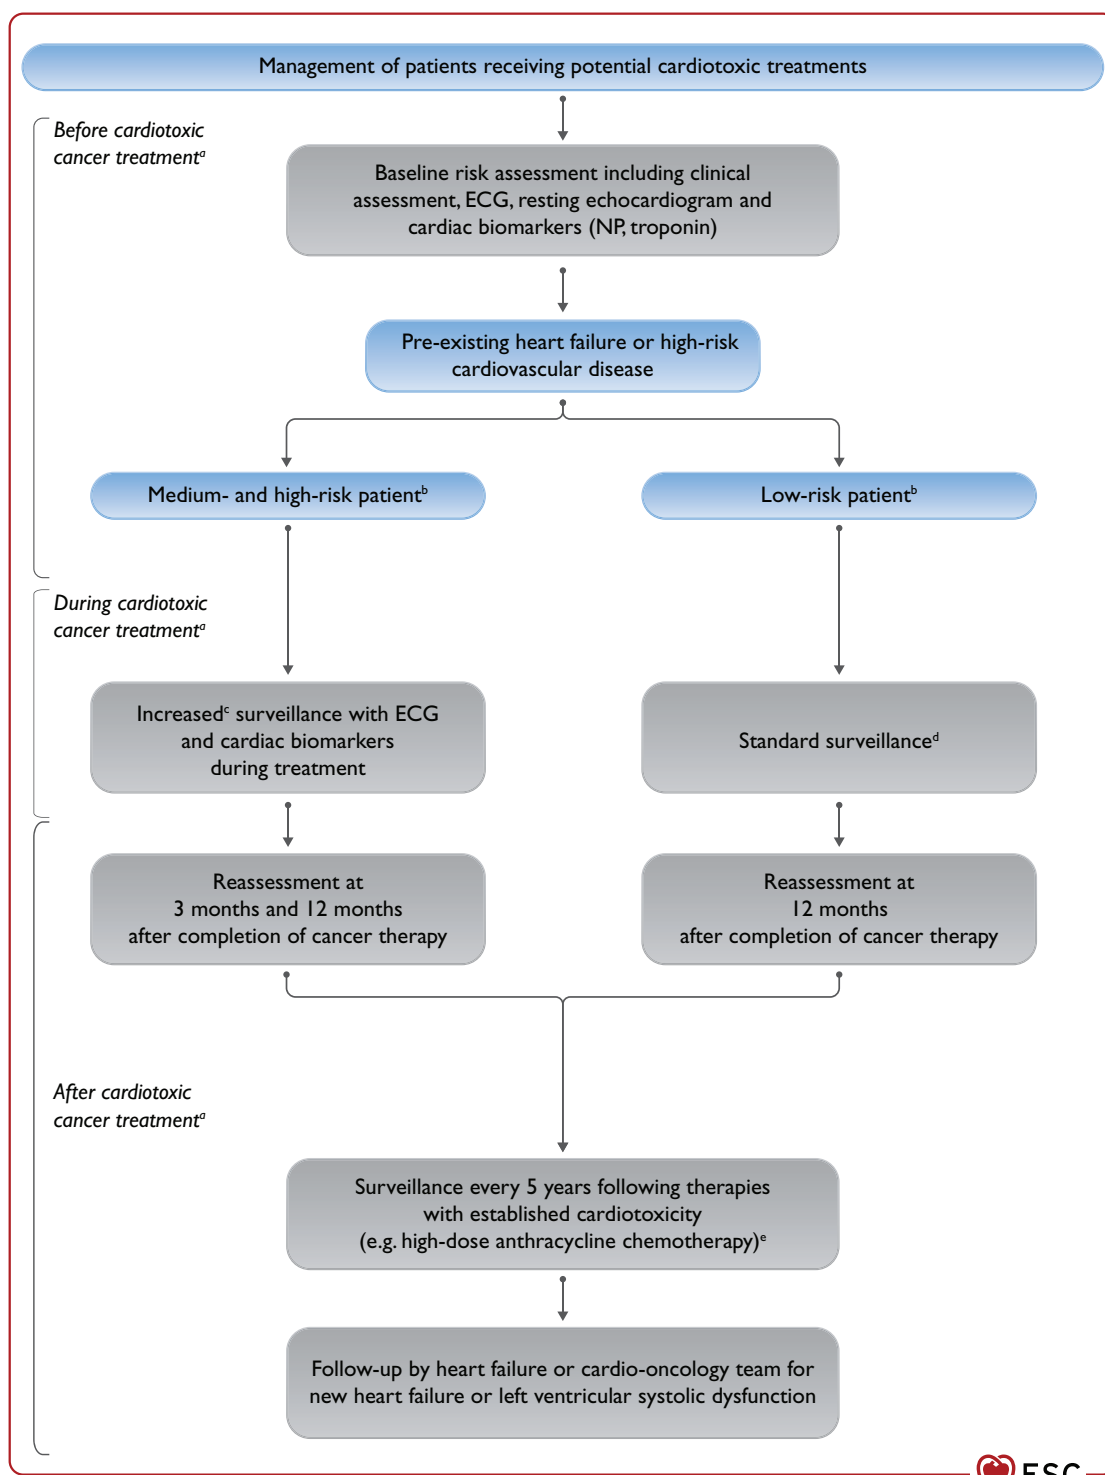 Management of patients receiving potential cardiotoxic treatments
Before cardiotoxic
cancer treatmentᵃ
Baseline risk assessment including clinical
assessment, ECG, resting echocardiogram and
cardiac biomarkers (NP, troponin)
Pre-existing heart failure or high-risk
cardiovascular disease
Medium- and high-risk patientᵇ
Low-risk patientᵇ
During cardiotoxic
cancer treatmentᵃ
Increasedᶜ surveillance with ECG
and cardiac biomarkers
during treatment
Standard surveillanceᵈ
Reassessment at
3 months and 12 months
after completion of cancer therapy
Reassessment at
12 months
after completion of cancer therapy
After cardiotoxic
cancer treatmentᵃ
Surveillance every 5 years following therapies
with established cardiotoxicity
(e.g. high-dose anthracycline chemotherapy)ᵉ
Follow-up by heart failure or cardio-oncology team for
new heart failure or left ventricular systolic dysfunction
ESC